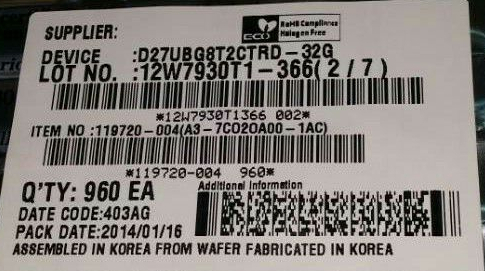 SUPPLIER:
ECO
RoHS Compliance
Halogen Free
DEVICE :D27UBG8T2CTRD-32G
LOT NO. :12W7930T1-366(2/7)
*12W7930T1366 002*
ITEM NO :119720-004(A3-7C020A00-1AC)
*119720-004 960*
Q'TY: 960 EA
Additional Information
DATE CODE:403AG
PACK DATE:2014/01/16
ASSEMBLED IN KOREA FROM WAFER FABRICATED IN KOREA